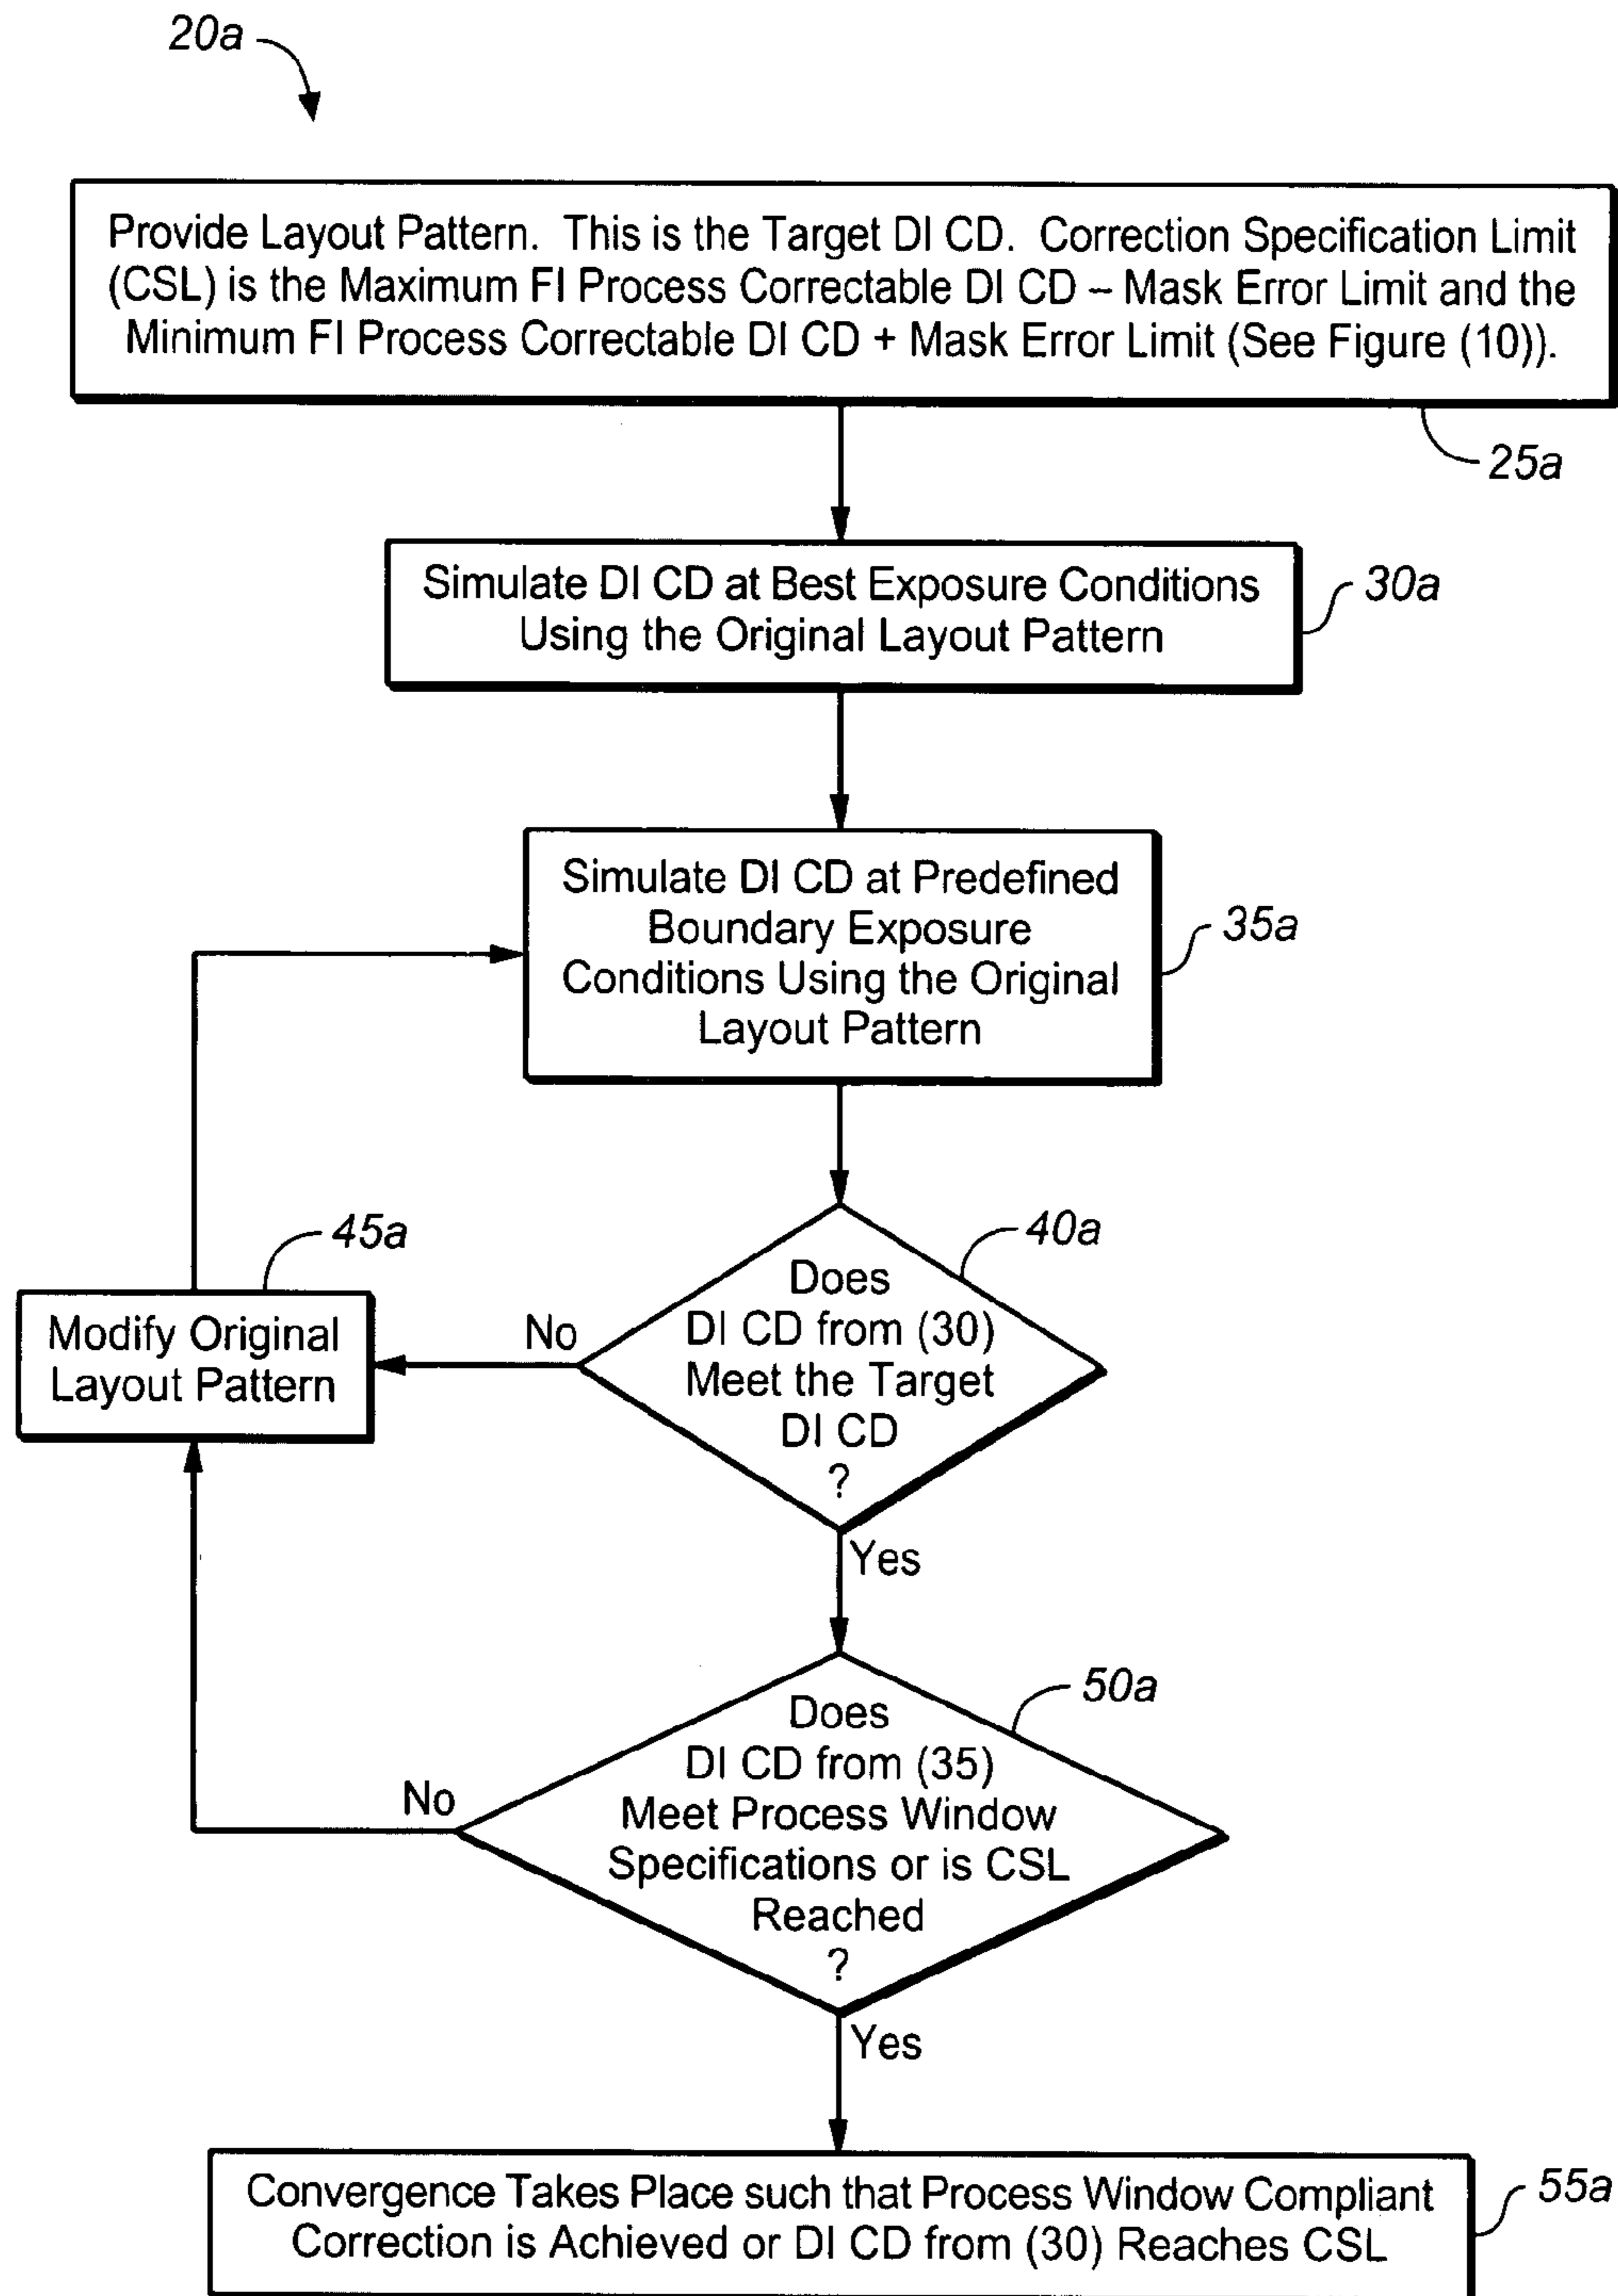 20a
Provide Layout Pattern. This is the Target DI CD. Correction Specification Limit
(CSL) is the Maximum FI Process Correctable DI CD – Mask Error Limit and the
Minimum FI Process Correctable DI CD + Mask Error Limit (See Figure (10)).
25a
Simulate DI CD at Best Exposure Conditions
Using the Original Layout Pattern
30a
Simulate DI CD at Predefined
Boundary Exposure
Conditions Using the Original
Layout Pattern
35a
45a
Modify Original
Layout Pattern
No
40a
Does
DI CD from (30)
Meet the Target
DI CD
?
Yes
50a
No
Does
DI CD from (35)
Meet Process Window
Specifications or is CSL
Reached
?
Yes
Convergence Takes Place such that Process Window Compliant
Correction is Achieved or DI CD from (30) Reaches CSL
55a